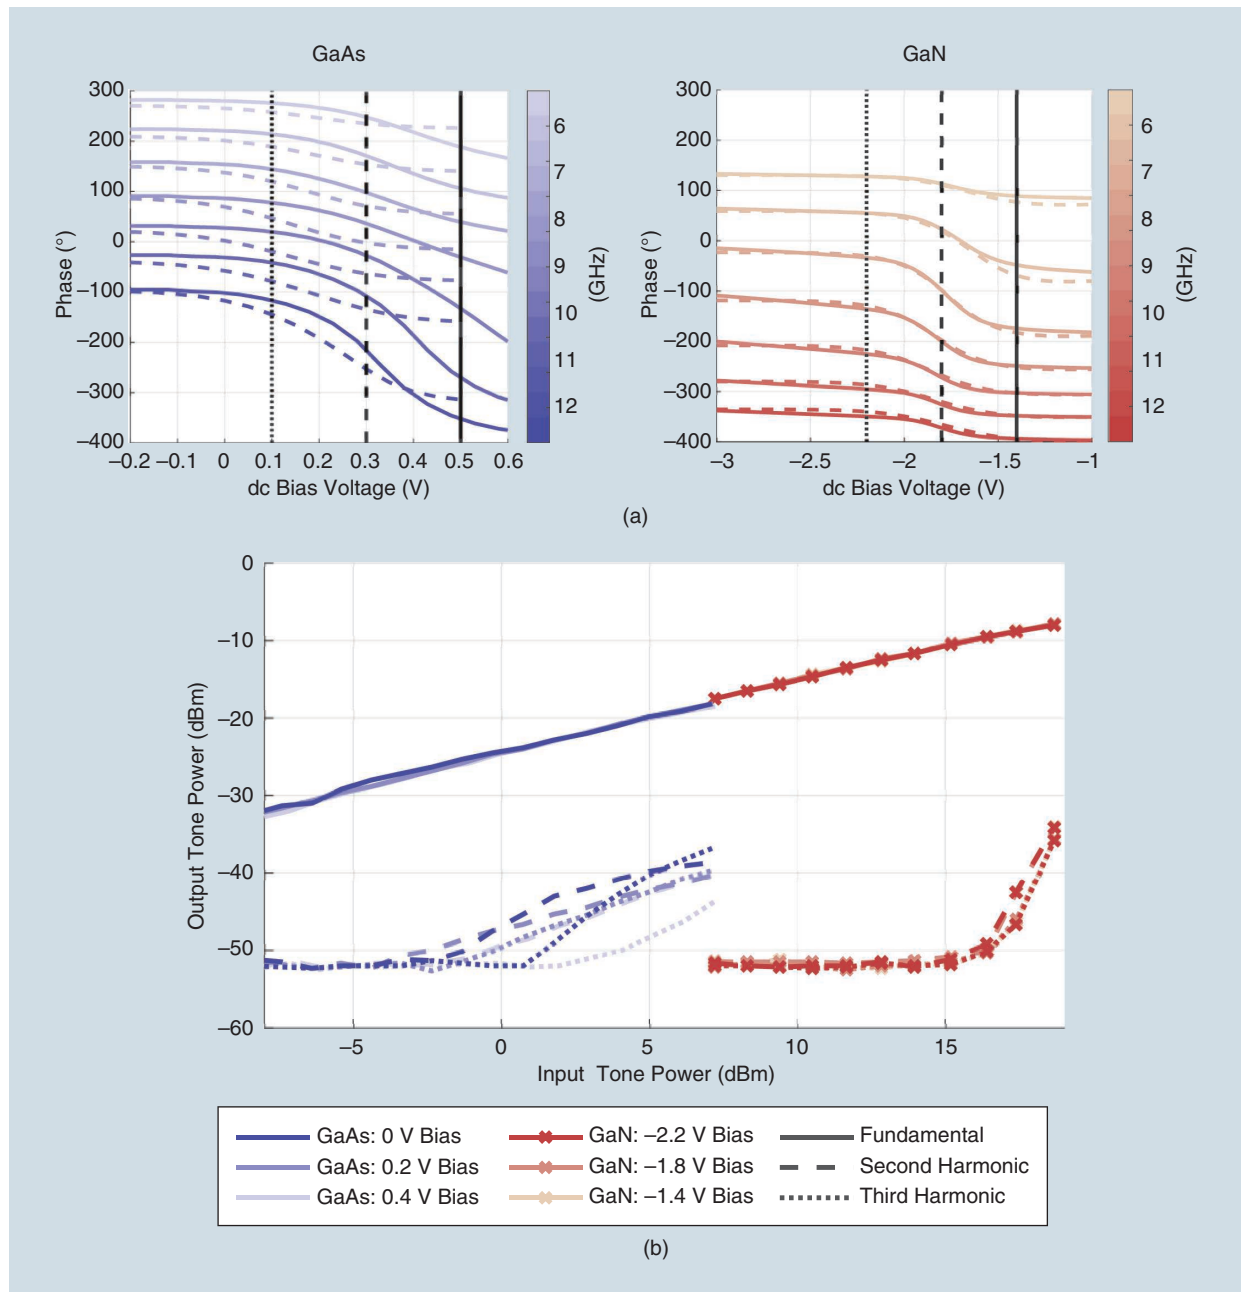 GaAs
300
200
100
0
–100
–200
–300
–400
Phase (°)
–0.2 –0.1 0 0.1 0.2 0.3 0.4 0.5 0.6
dc Bias Voltage (V)
6
7
8
9
10
11
12
(GHz)
GaN
300
200
100
0
–100
–200
–300
–400
Phase (°)
–3 –2.5 –2 –1.5 –1
dc Bias Voltage (V)
6
7
8
9
10
11
12
(GHz)
(a)
0
–10
–20
–30
–40
–50
–60
Output Tone Power (dBm)
–5 0 5 10 15
Input Tone Power (dBm)
GaAs: 0 V Bias
GaAs: 0.2 V Bias
GaAs: 0.4 V Bias
GaN: –2.2 V Bias
GaN: –1.8 V Bias
GaN: –1.4 V Bias
Fundamental
Second Harmonic
Third Harmonic
(b)